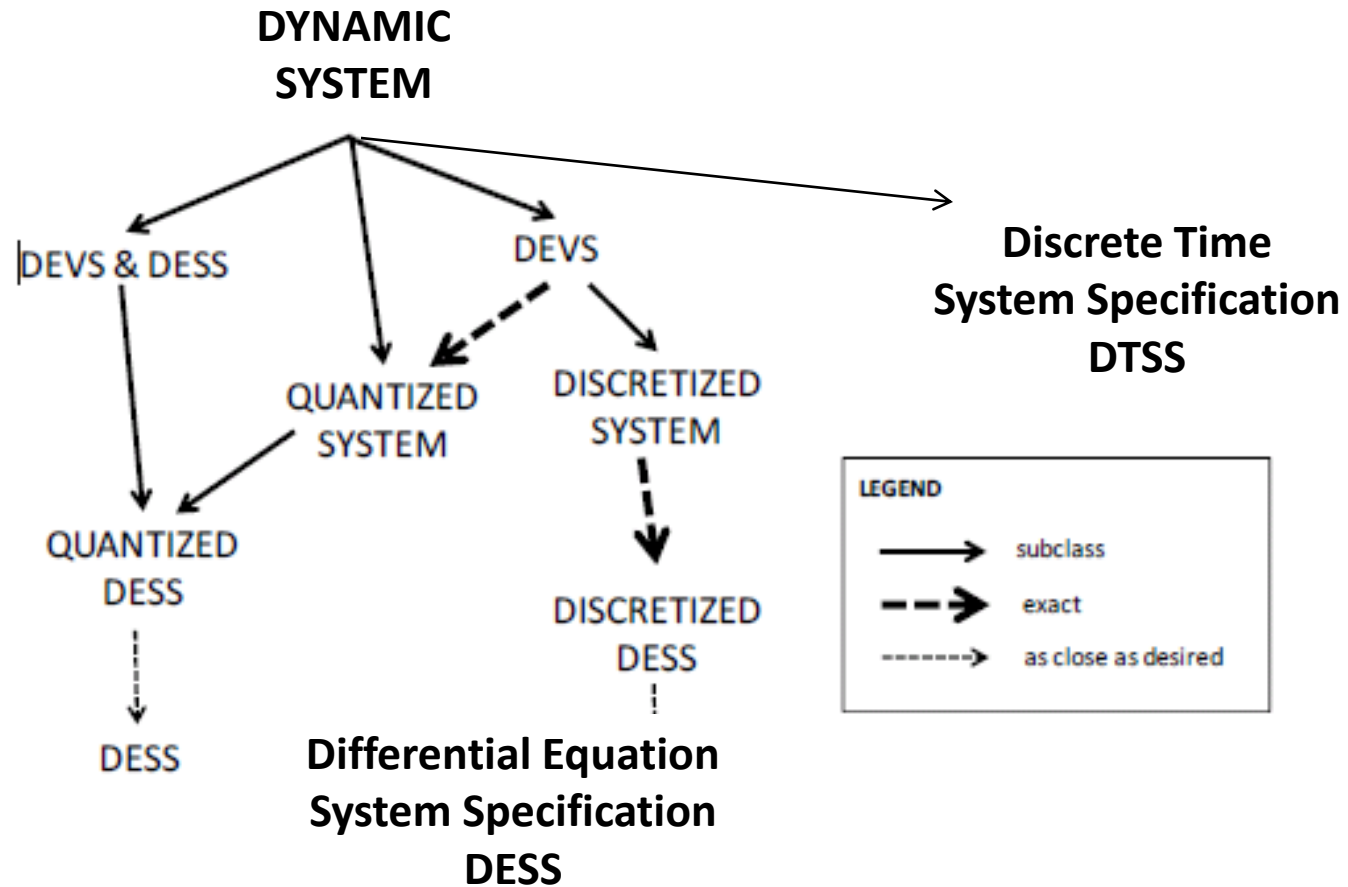 DYNAMIC
SYSTEM
DEVS & DESS
DEVS
Discrete Time
System Specification
DTSS
QUANTIZED
SYSTEM
DISCRETIZED
SYSTEM
LEGEND
subclass
exact
as close as desired
QUANTIZED
DESS
DISCRETIZED
DESS
DESS
Differential Equation
System Specification
DESS